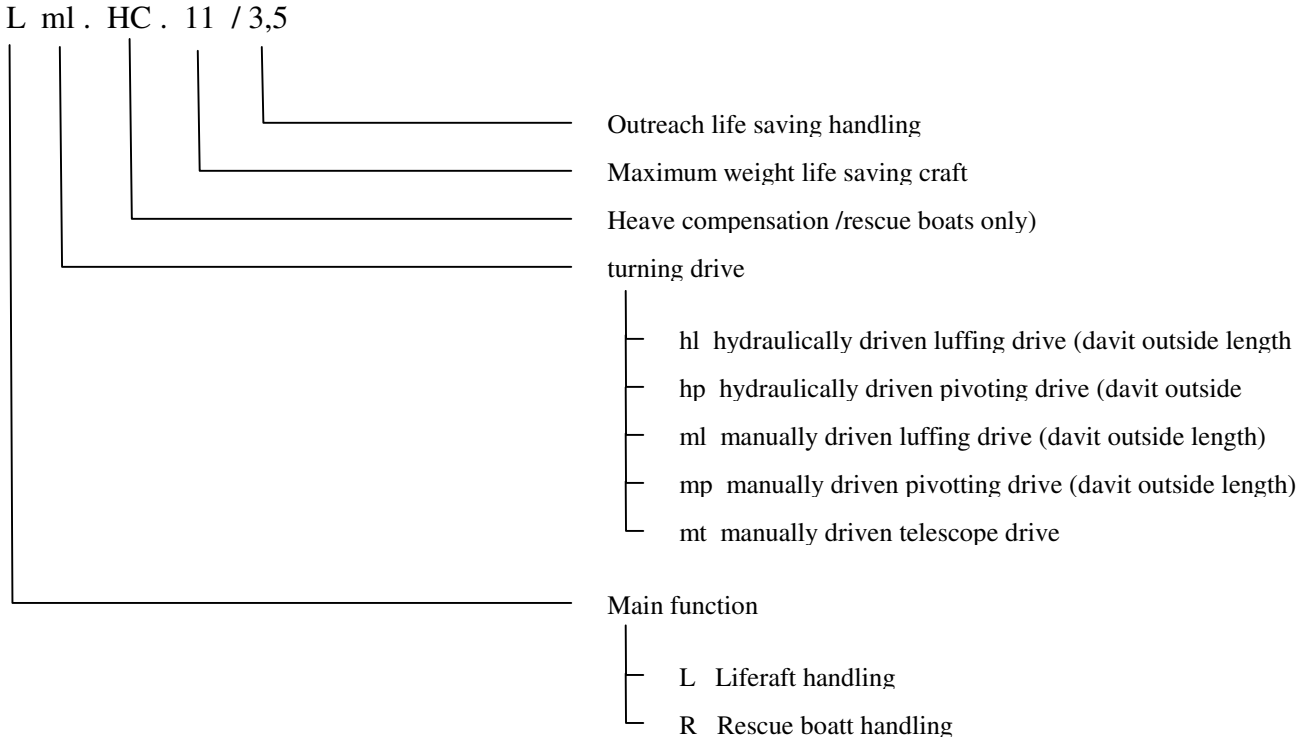 L ml . HC . 11 / 3,5
Outreach life saving handling
Maximum weight life saving craft
Heave compensation /rescue boats only)
turning drive
hl hydraulically driven luffing drive (davit outside length
hp hydraulically driven pivoting drive (davit outside
ml manually driven luffing drive (davit outside length)
mp manually driven pivotting drive (davit outside length)
mt manually driven telescope drive
Main function
L Liferaft handling
R Rescue boatt handling